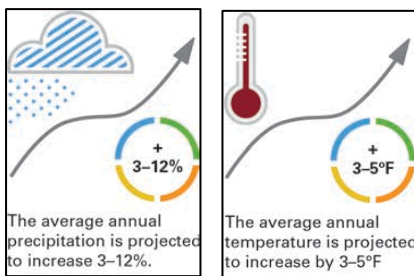 +
3–12%
The average annual
precipitation is projected
to increase 3–12%.
+
3–5ºF
The average annual
temperature is projected
to increase by 3–5ºF